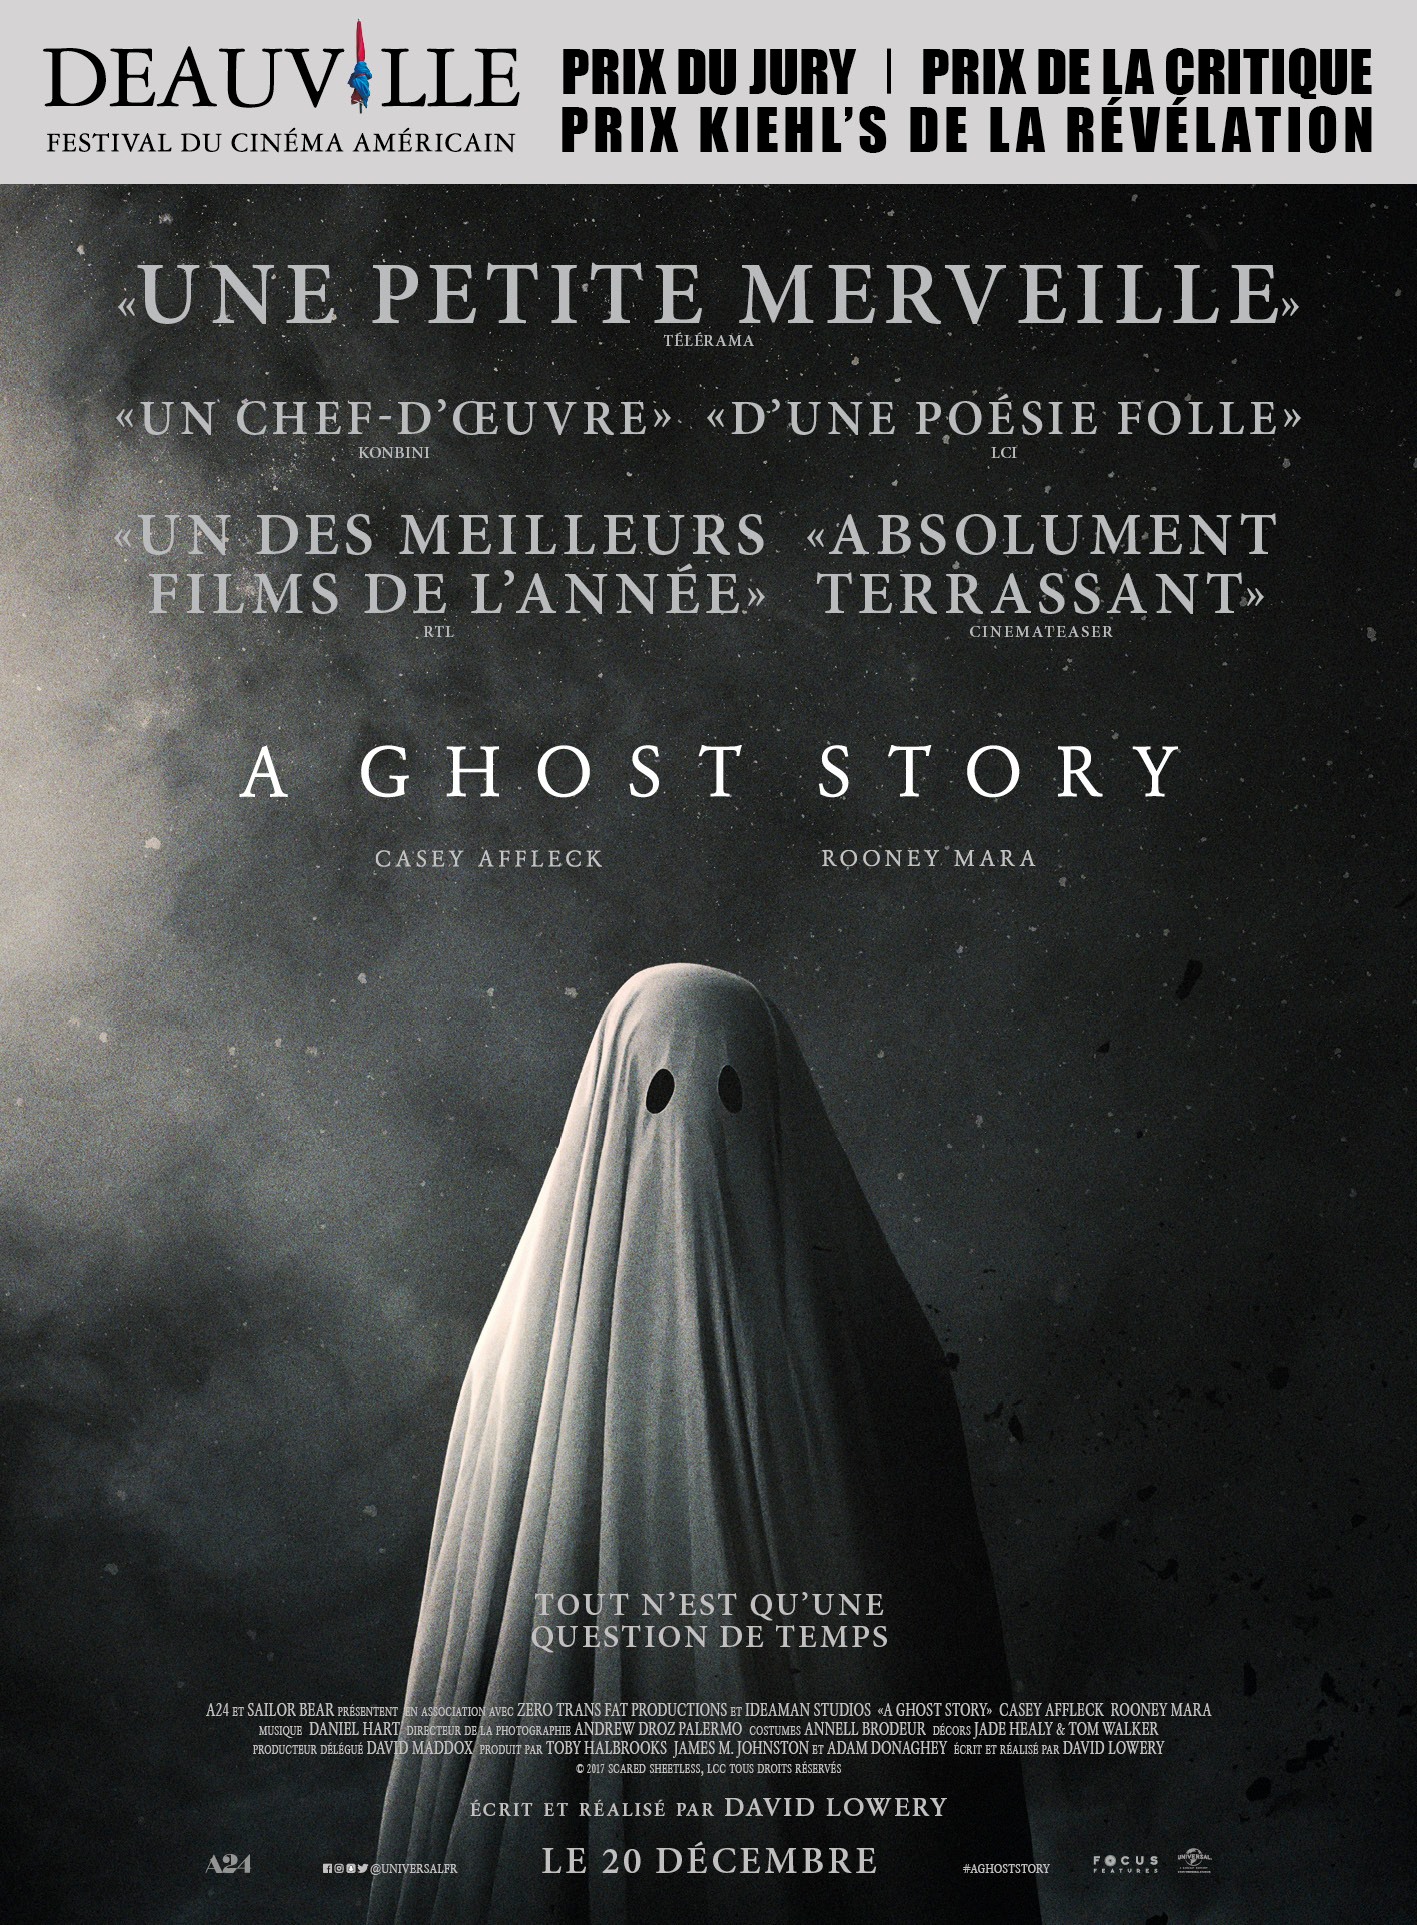 DEAUVILLE
FESTIVAL DU CINÉMA AMÉRICAIN
PRIX DU JURY | PRIX DE LA CRITIQUE
PRIX KIEHL'S DE LA RÉVÉLATION
«UNE PETITE MERVEILLE»
TÉLÉRAMA
«UN CHEF-D'ŒUVRE»
KONBINI
«D'UNE POÉSIE FOLLE»
LCI
«UN DES MEILLEURS
FILMS DE L'ANNÉE»
RTL
«ABSOLUMENT
TERRASSANT»
CINEMATEASER
A GHOST STORY
CASEY AFFLECK ROONEY MARA
TOUT N'EST QU'UNE
QUESTION DE TEMPS
A24 ET SAILOR BEAR PRÉSENTENT EN ASSOCIATION AVEC ZERO TRANS FAT PRODUCTIONS ET IDEAMAN STUDIOS «A GHOST STORY» CASEY AFFLECK ROONEY MARA
MUSIQUE DANIEL HART DIRECTEUR DE LA PHOTOGRAPHIE ANDREW DROZ PALERMO COSTUMES ANNELL BRODEUR DÉCORS JADE HEALY & TOM WALKER
PRODUCTEUR DÉLÉGUÉ DAVID MADDOX PRODUIT PAR TOBY HALBROOKS JAMES M. JOHNSTON ET ADAM DONAGHEY ÉCRIT ET RÉALISÉ PAR DAVID LOWERY
© 2017 SCARED SHEETLESS, LCC TOUS DROITS RÉSERVÉS
ÉCRIT ET RÉALISÉ PAR DAVID LOWERY
A24 @UNIVERSALFR LE 20 DÉCEMBRE #AGHOSTSTORY FOCUS FEATURES UNIVERSAL